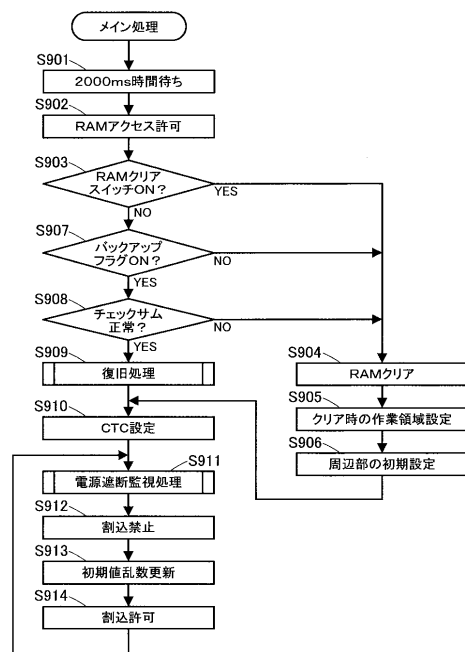 メイン処理
S901
2000ms時間待ち
S902
RAMアクセス許可
S903
RAMクリア
スイッチON？
YES
NO
S907
バックアップ
フラグON？
NO
YES
S908
チェックサム
正常？
NO
YES
S909
復旧処理
S904
RAMクリア
S905
クリア時の作業領域設定
S906
周辺部の初期設定
S910
CTC設定
S911
電源遮断監視処理
S912
割込禁止
S913
初期値乱数更新
S914
割込許可